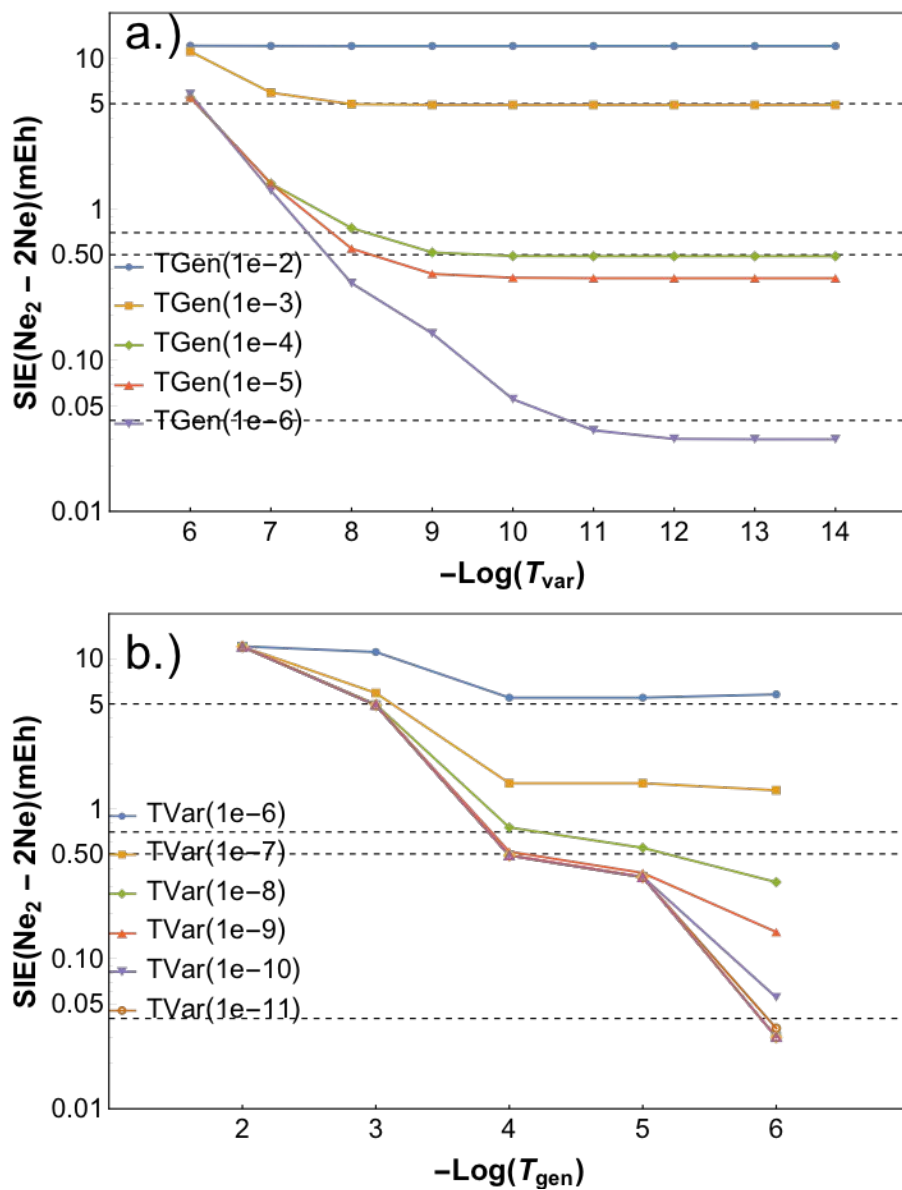 a.)
SIE(Ne₂ − 2Ne)(mEh)
10
5
1
0.50
0.10
0.05
0.01
TGen(1e−2)
TGen(1e−3)
TGen(1e−4)
TGen(1e−5)
TGen(1e−6)
6 7 8 9 10 11 12 13 14
−Log(Tvar)
b.)
SIE(Ne₂ − 2Ne)(mEh)
10
5
1
0.50
0.10
0.05
0.01
TVar(1e−6)
TVar(1e−7)
TVar(1e−8)
TVar(1e−9)
TVar(1e−10)
TVar(1e−11)
2 3 4 5 6
−Log(Tgen)